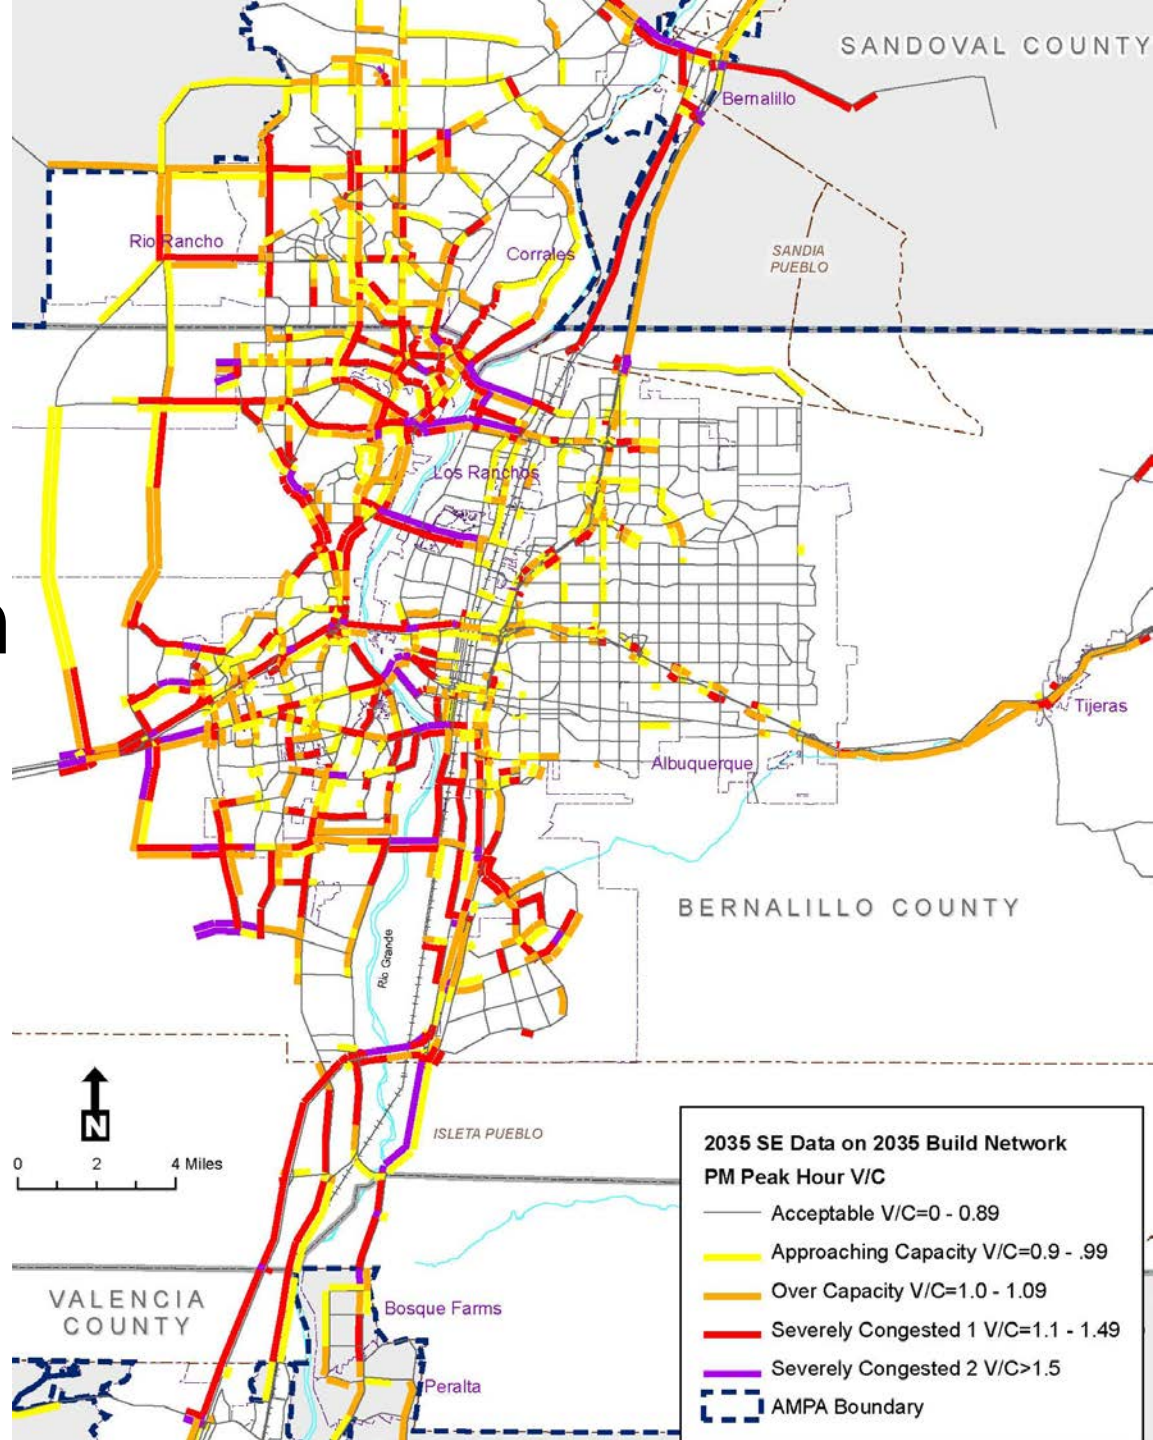 SANDOVAL COUNTY
Bernalillo
Rio Rancho
Corrales
SANDIA
PUEBLO
Los Ranchos
n
Tijeras
Albuquerque
BERNALILLO COUNTY
Rio Grande
N
ISLETA PUEBLO
0 2 4 Miles
VALENCIA
COUNTY
Bosque Farms
Peralta
2035 SE Data on 2035 Build Network
PM Peak Hour V/C
Acceptable V/C=0 - 0.89
Approaching Capacity V/C=0.9 - .99
Over Capacity V/C=1.0 - 1.09
Severely Congested 1 V/C=1.1 - 1.49
Severely Congested 2 V/C>1.5
AMPA Boundary